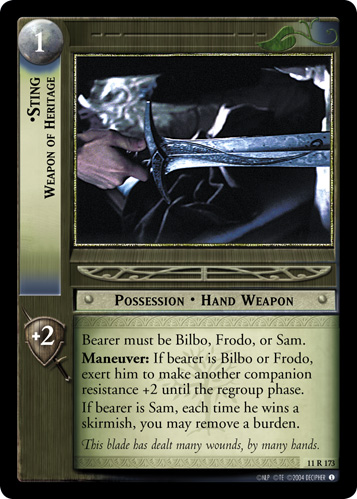 1
•Sting
Weapon of Heritage
Possession • Hand Weapon
+2
Bearer must be Bilbo, Frodo, or Sam.
Maneuver: If bearer is Bilbo or Frodo,
exert him to make another companion
resistance +2 until the regroup phase.
If bearer is Sam, each time he wins a
skirmish, you may remove a burden.
This blade has dealt many wounds, by many hands.
11 R 173
©NLP ©TE ©2004 DECIPHER